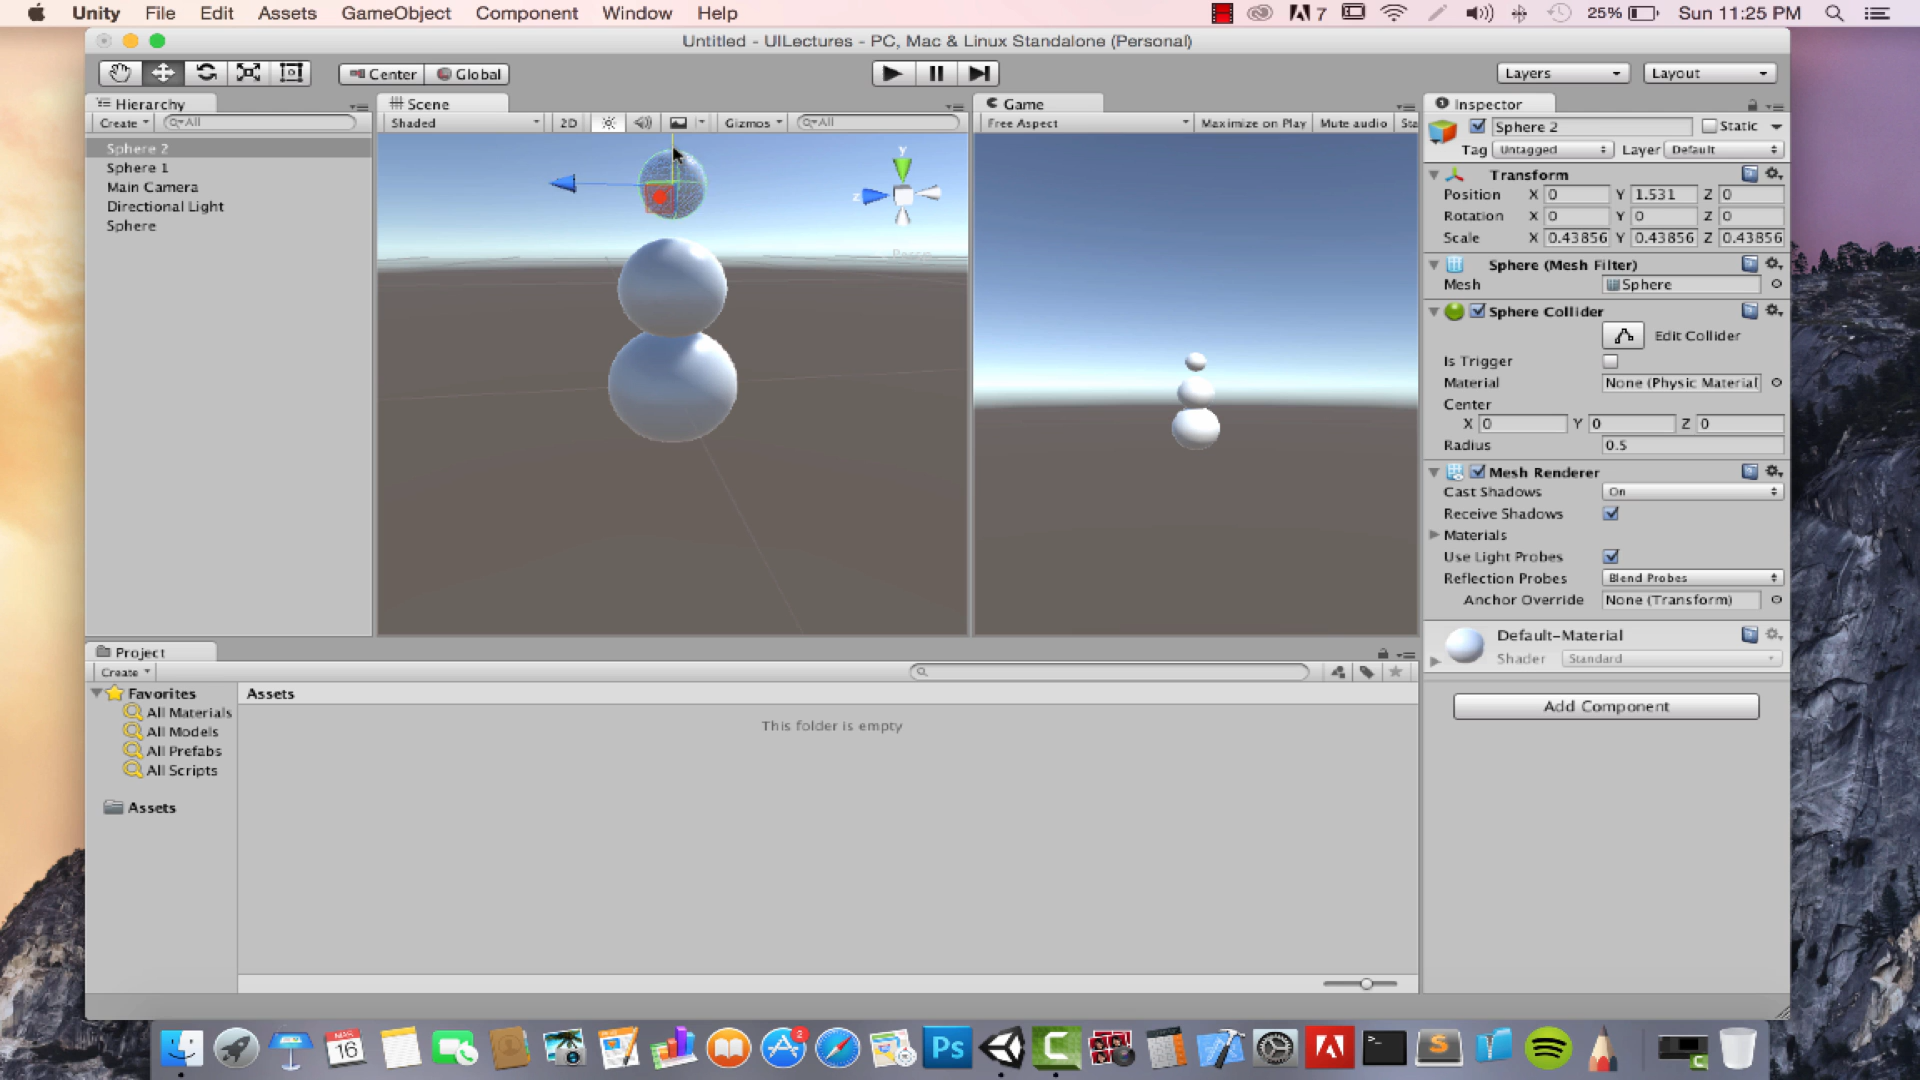 Unity File Edit Assets GameObject Component Window Help 7 25% Sun 11:25 PM
Untitled - UILectures - PC, Mac & Linux Standalone (Personal)
Center Global Layers Layout
Hierarchy Scene Game Inspector
Create All Shaded 2D Gizmos All Free Aspect Maximize on Play Mute audio Sta
Sphere 2 Static
Tag Untagged Layer Default
Sphere 2
Sphere 1
Main Camera
Directional Light
Sphere
y
z
Persp
Transform
Position X 0 Y 1.531 Z 0
Rotation X 0 Y 0 Z 0
Scale X 0.43856 Y 0.43856 Z 0.43856
Sphere (Mesh Filter)
Mesh Sphere
Sphere Collider
Edit Collider
Is Trigger
Material None (Physic Material
Center
X 0 Y 0 Z 0
Radius 0.5
Mesh Renderer
Cast Shadows On
Receive Shadows
Materials
Use Light Probes
Reflection Probes Blend Probes
Anchor Override None (Transform)
Default-Material
Shader Standard
Add Component
Project
Create
Favorites
All Materials
All Models
All Prefabs
All Scripts
Assets
Assets
This folder is empty
16
Ps